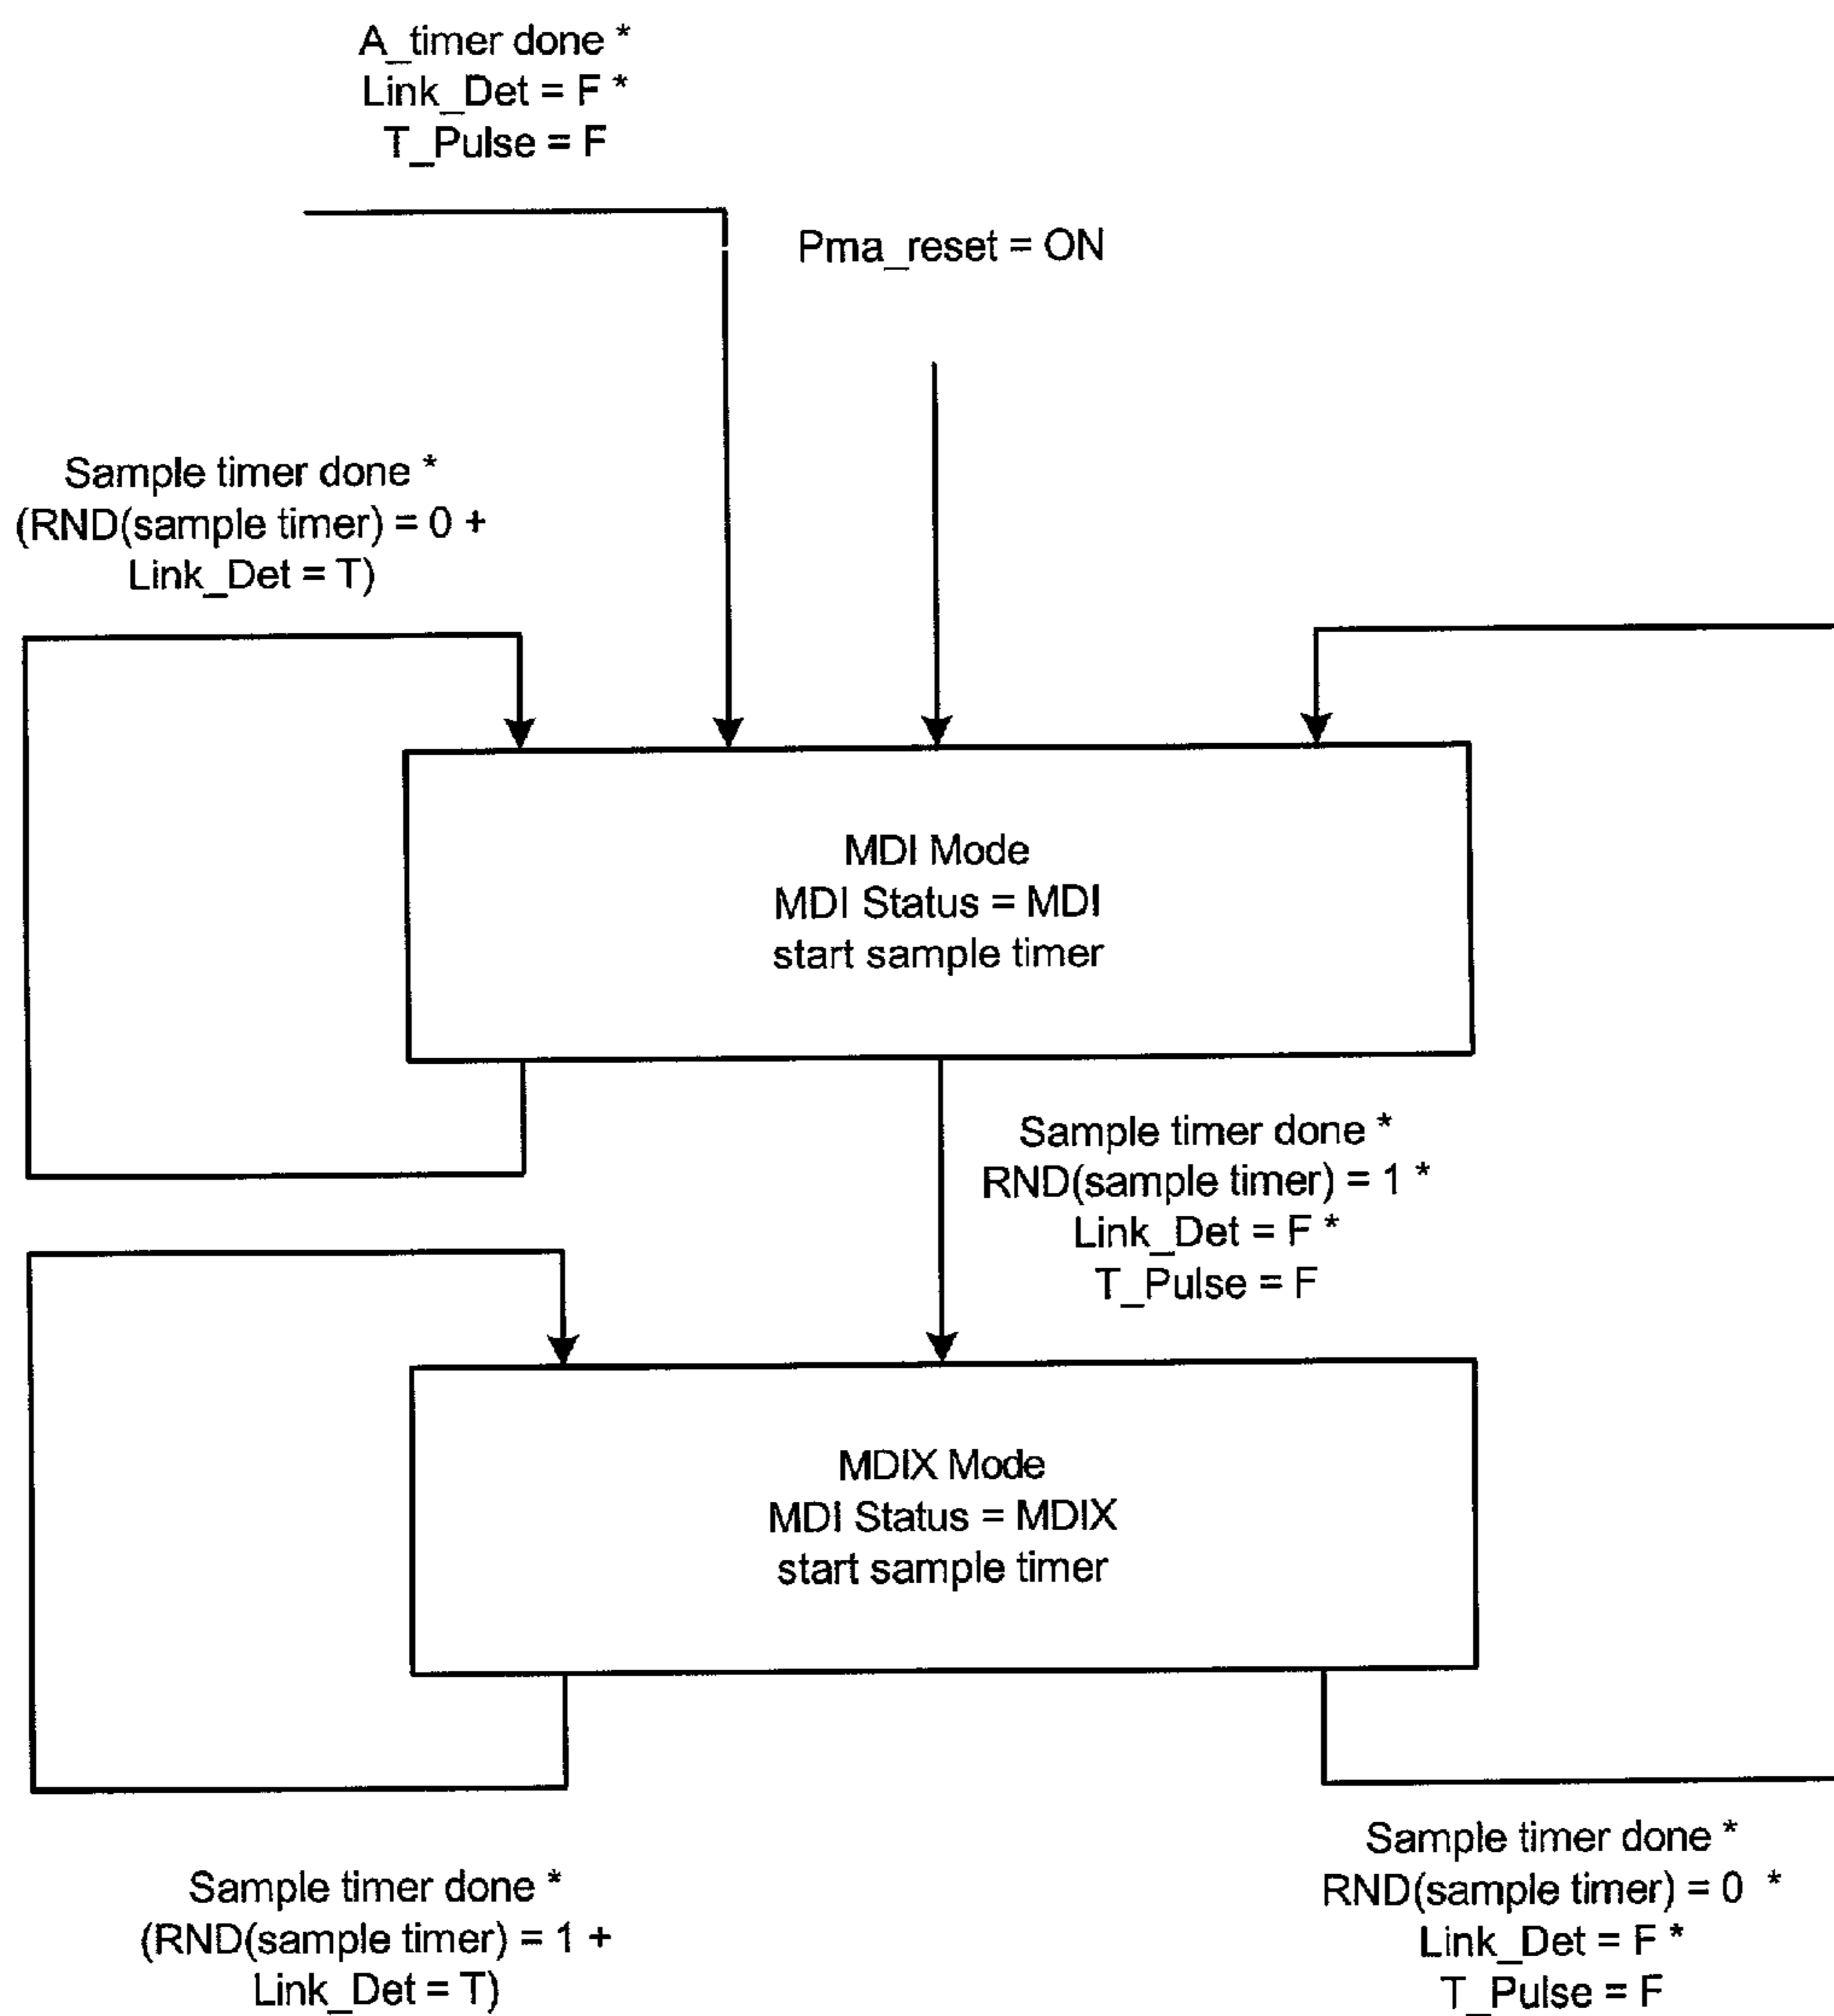 A_timer done *
Link_Det = F *
T_Pulse = F
Pma_reset = ON
Sample timer done *
(RND(sample timer) = 0 +
Link_Det = T)
MDI Mode
MDI Status = MDI
start sample timer
Sample timer done *
RND(sample timer) = 1 *
Link_Det = F *
T_Pulse = F
MDIX Mode
MDI Status = MDIX
start sample timer
Sample timer done *
(RND(sample timer) = 1 +
Link_Det = T)
Sample timer done *
RND(sample timer) = 0 *
Link_Det = F *
T_Pulse = F